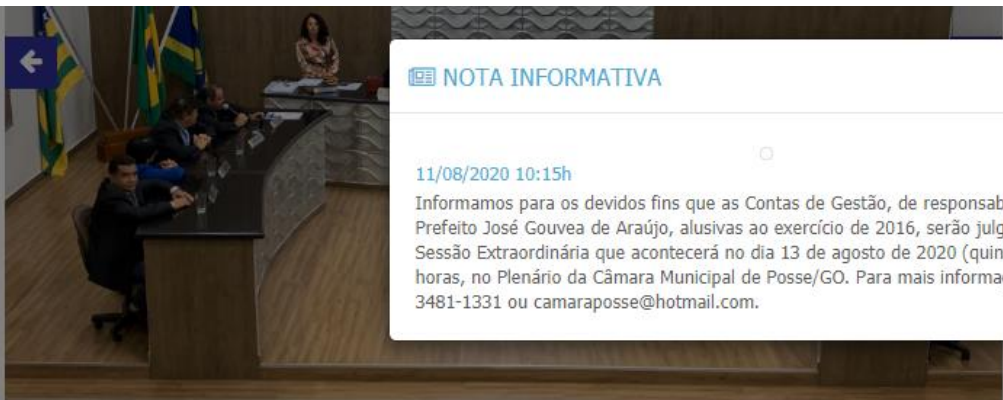 NOTA INFORMATIVA
11/08/2020 10:15h
Informamos para os devidos fins que as Contas de Gestão, de responsab
Prefeito José Gouvea de Araújo, alusivas ao exercício de 2016, serão julg
Sessão Extraordinária que acontecerá no dia 13 de agosto de 2020 (quin
horas, no Plenário da Câmara Municipal de Posse/GO. Para mais informa
3481-1331 ou camaraposse@hotmail.com.